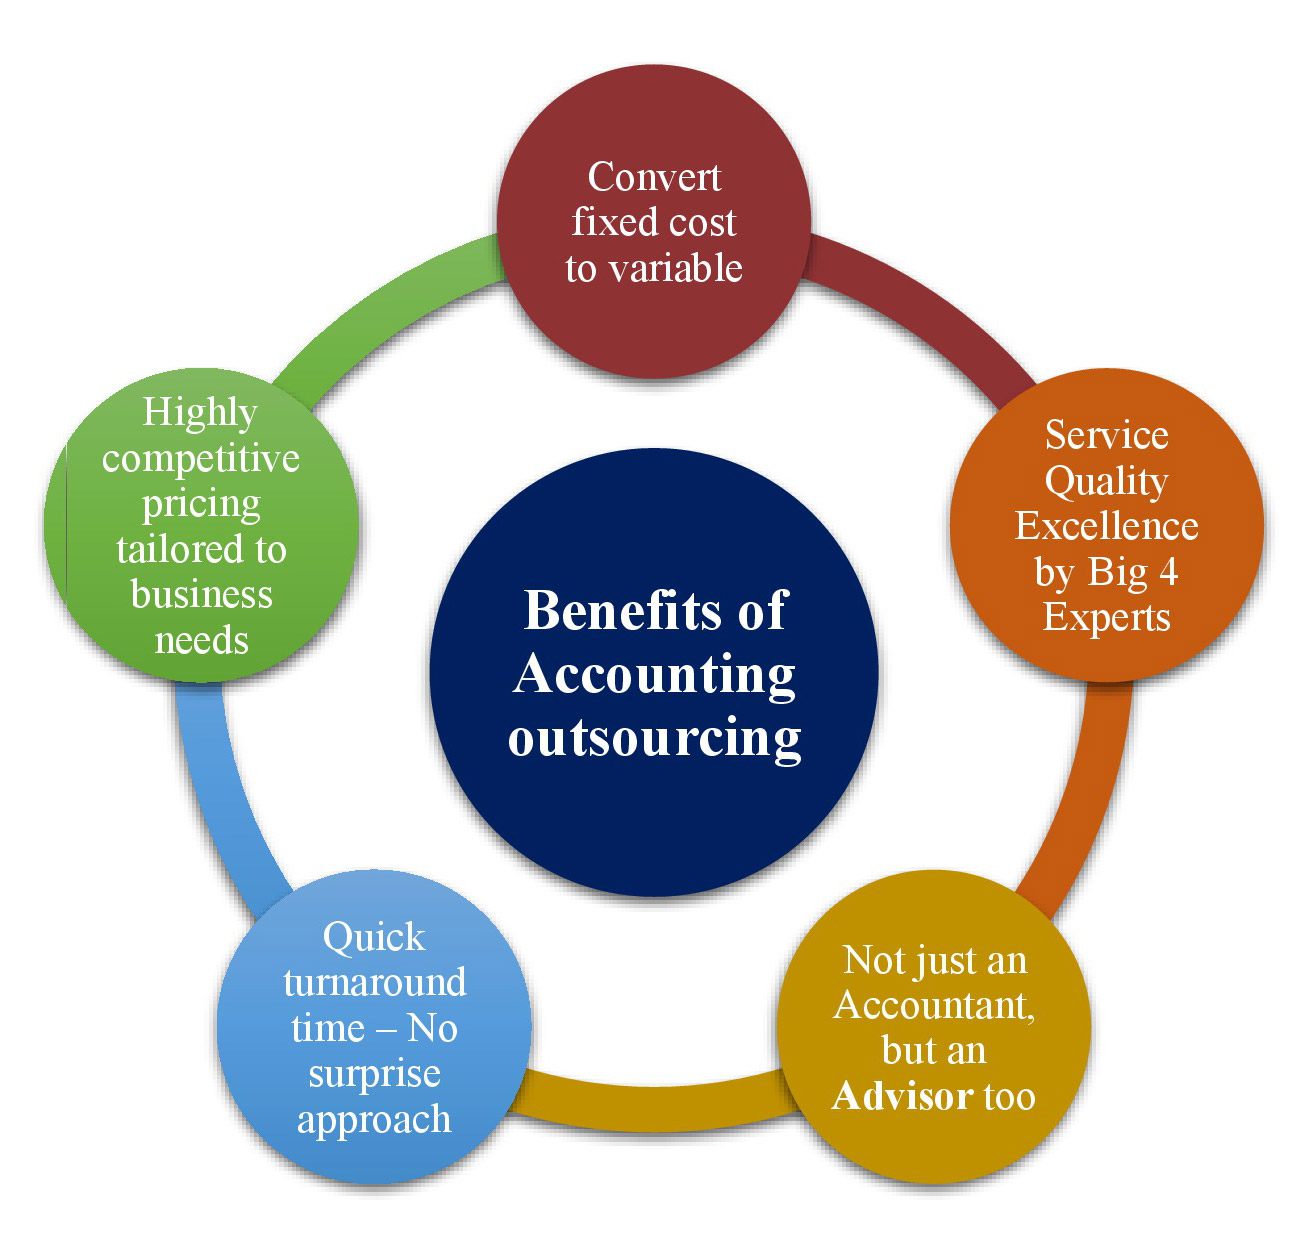 Convert
fixed cost
to variable
Service
Quality
Excellence
by Big 4
Experts
Not just an
Accountant,
but an
Advisor too
Quick
turnaround
time – No
surprise
approach
Highly
competitive
pricing
tailored to
business
needs
Benefits of
Accounting
outsourcing